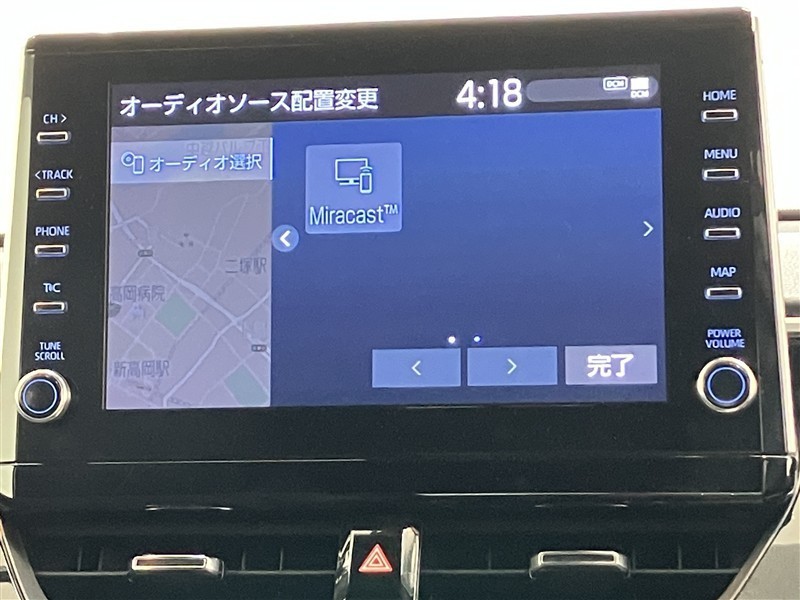 オーディオソース配置変更
4:18
DCM
DCM
オーディオ選択
Miracast™
二塚駅
高岡病院
新高岡駅
完了
CH >
< TRACK
PHONE
T·C
TUNE
SCROLL
HOME
MENU
AUDIO
MAP
POWER
VOLUME